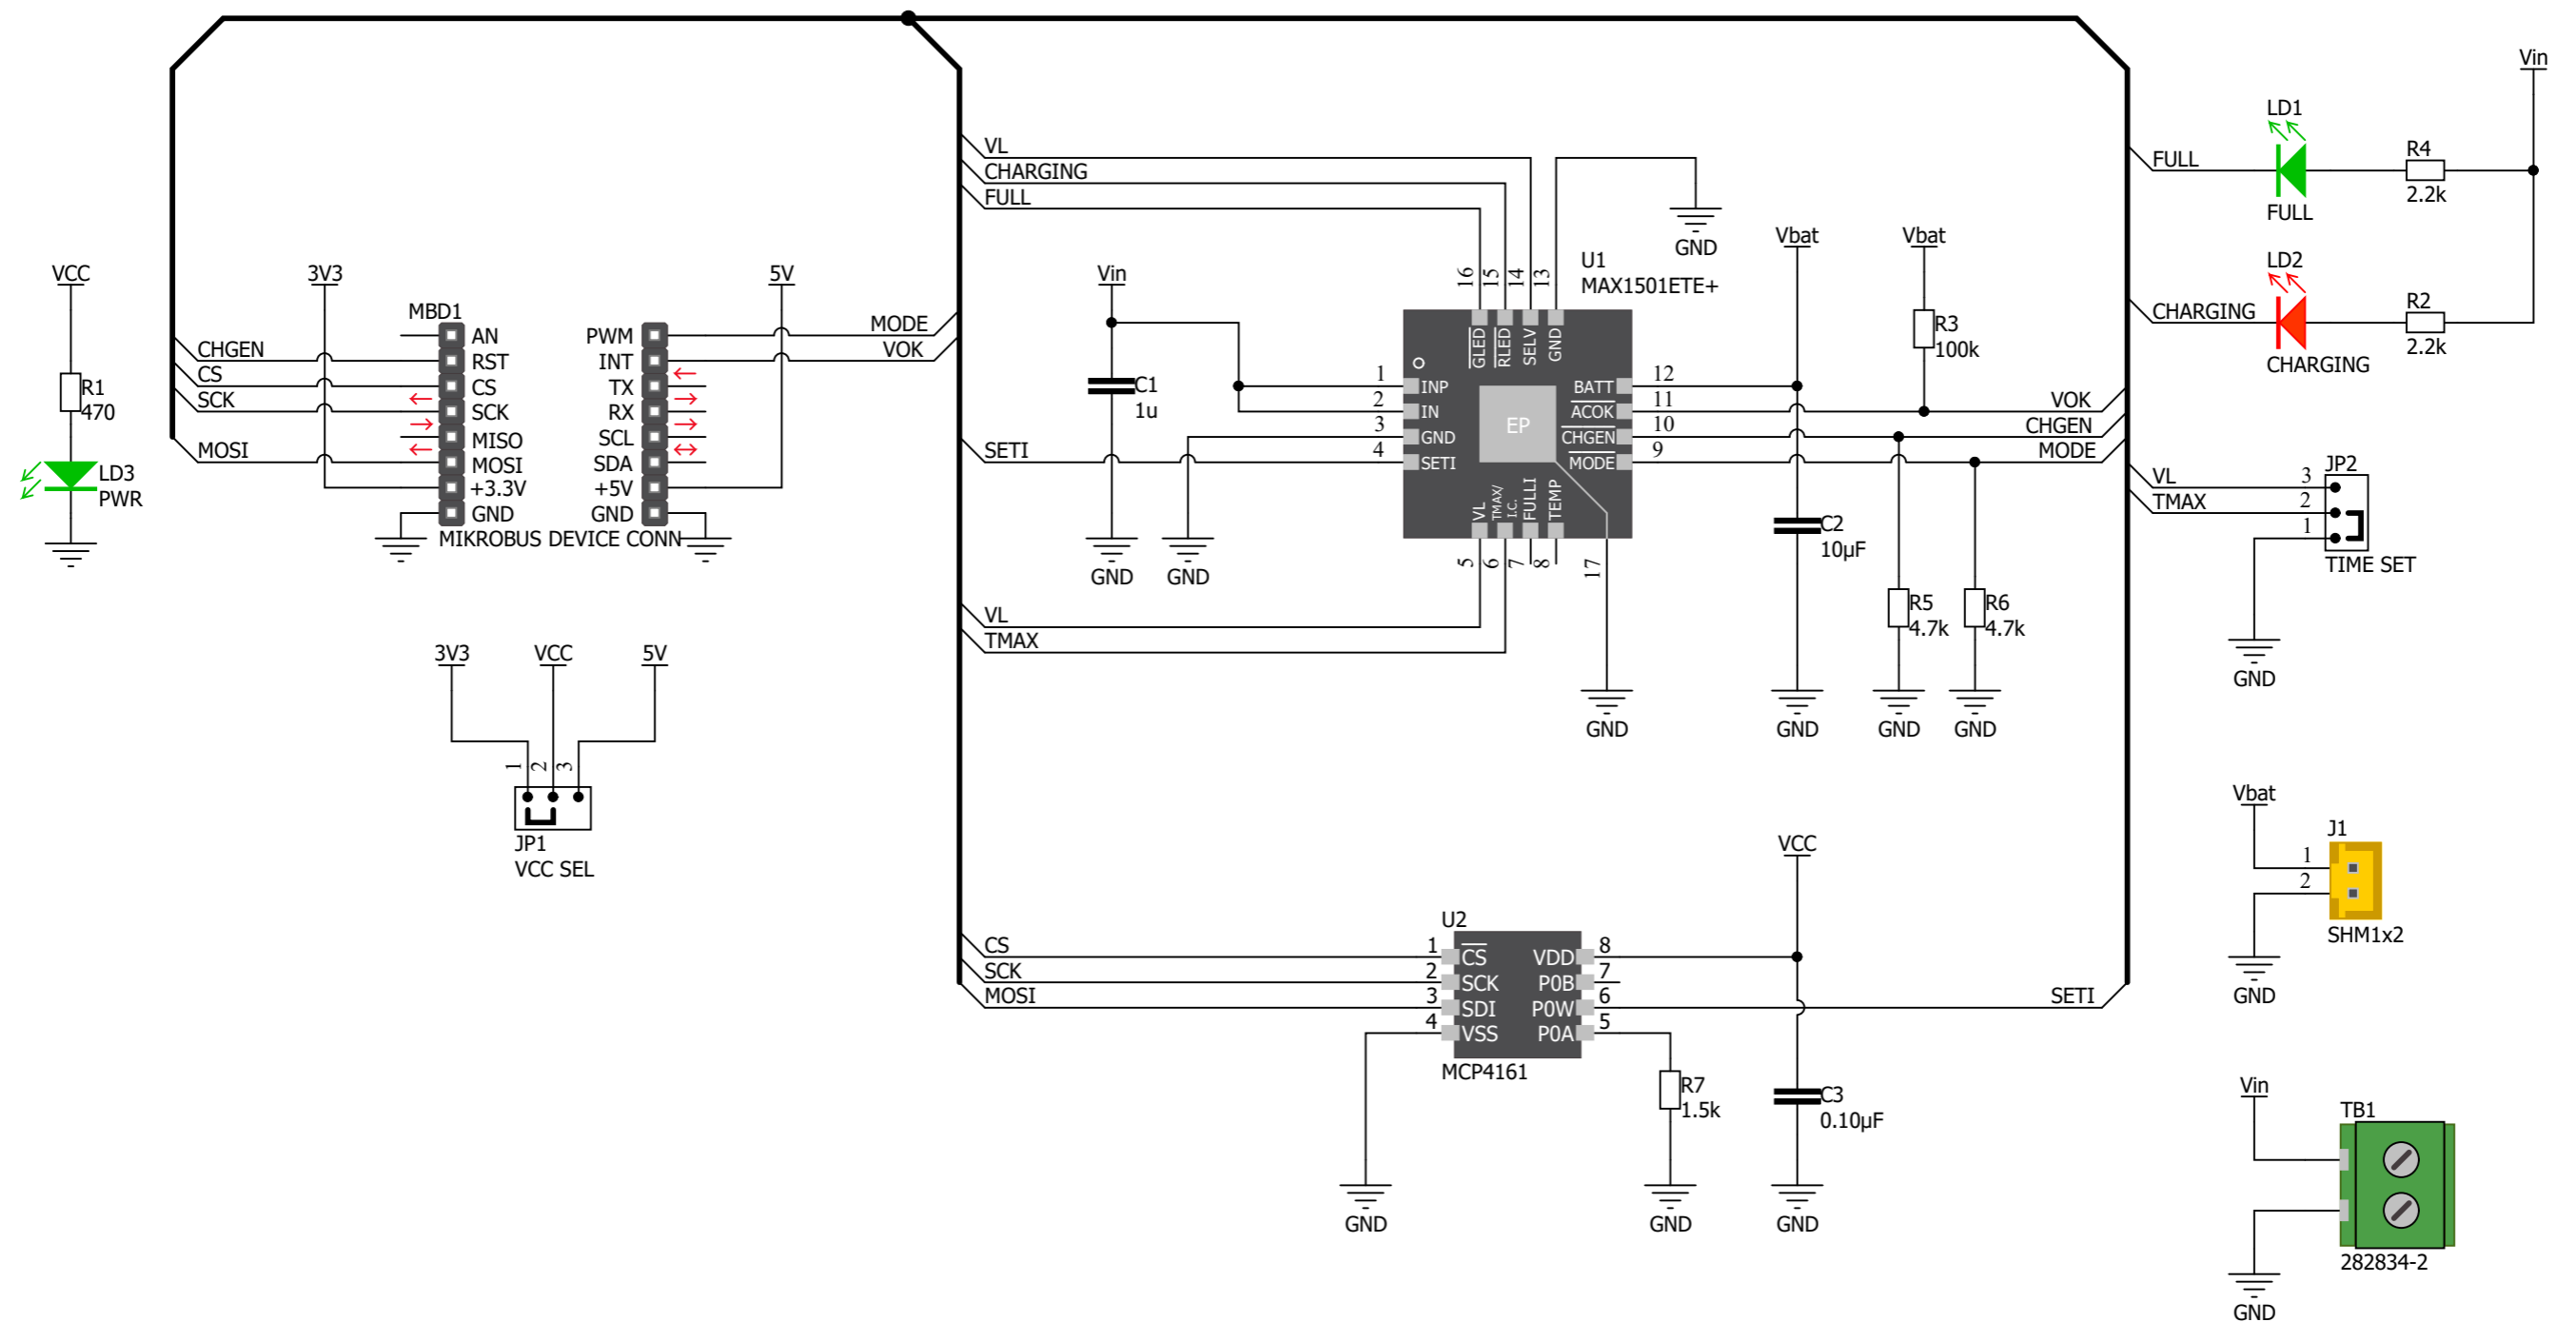 VCC
R1
470
LD3
PWR
3V3
5V
MBD1
CHGEN
CS
SCK
MOSI
AN
RST
CS
SCK
MISO
MOSI
+3.3V
GND
PWM
INT
TX
RX
SCL
SDA
+5V
GND
MODE
VOK
MIKROBUS DEVICE CONN
3V3
VCC
5V
1
2
3
JP1
VCC SEL
VL
CHARGING
FULL
SETI
VL
TMAX
CS
SCK
MOSI
Vin
C1
1u
GND
GND
GND
U1
MAX1501ETE+
16
15
14
13
GLED
RLED
SELV
GND
1
2
3
4
INP
IN
GND
SETI
EP
BATT
ACOK
CHGEN
MODE
12
11
10
9
VL
TMAX/
I.C.
FULLI
TEMP
5
6
7
8
17
GND
Vbat
C2
10µF
GND
Vbat
R3
100k
VOK
CHGEN
MODE
R5
4.7k
GND
R6
4.7k
GND
U2
1
2
3
4
CS
SCK
SDI
VSS
VDD
P0B
P0W
P0A
8
7
6
5
MCP4161
GND
R7
1.5k
GND
VCC
C3
0.10µF
GND
SETI
Vin
LD1
FULL
FULL
R4
2.2k
LD2
CHARGING
CHARGING
R2
2.2k
VL
TMAX
3
2
1
JP2
TIME SET
GND
Vbat
J1
1
2
SHM1x2
GND
Vin
TB1
282834-2
GND